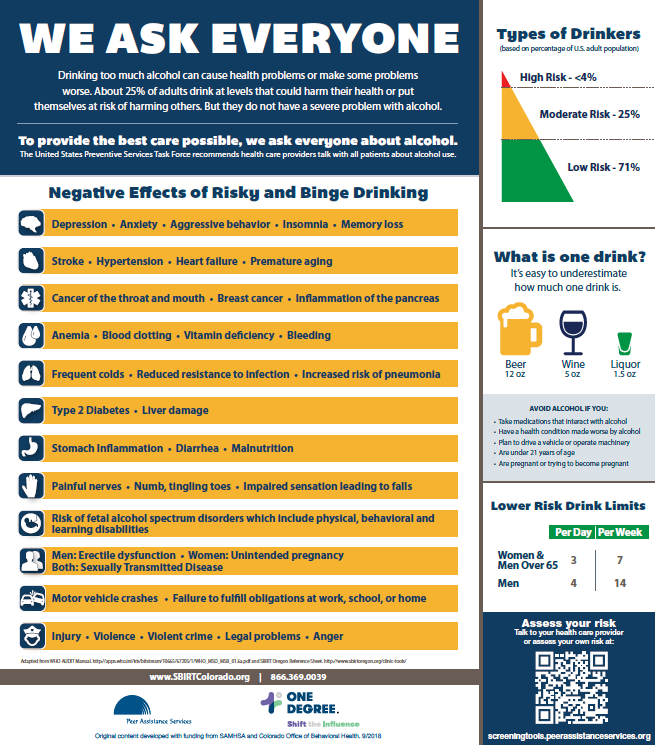 WE ASK EVERYONE
Drinking too much alcohol can cause health problems or make some problems
worse. About 25% of adults drink at levels that could harm their health or put
themselves at risk of harming others. But they do not have a severe problem with alcohol.
To provide the best care possible, we ask everyone about alcohol.
The United States Preventive Services Task Force recommends health care providers talk with all patients about alcohol use.
Negative Effects of Risky and Binge Drinking
Depression • Anxiety • Aggressive behavior • Insomnia • Memory loss
Stroke • Hypertension • Heart failure • Premature aging
Cancer of the throat and mouth • Breast cancer • Inflammation of the pancreas
Anemia • Blood clotting • Vitamin deficiency • Bleeding
Frequent colds • Reduced resistance to infection • Increased risk of pneumonia
Type 2 Diabetes • Liver damage
Stomach Inflammation • Diarrhea • Malnutrition
Painful nerves • Numb, tingling toes • Impaired sensation leading to falls
Risk of fetal alcohol spectrum disorders which include physical, behavioral and
learning disabilities
Men: Erectile dysfunction • Women: Unintended pregnancy
Both: Sexually Transmitted Disease
Motor vehicle crashes • Failure to fulfill obligations at work, school, or home
Injury • Violence • Violent crime • Legal problems • Anger
Adapted from WHO AUDIT Manual. and SBIRT Oregon Reference Sheet. http://www.sbirtoregon.org/clinic-tools/
www.SBIRTColorado.org | 866.369.0039
Peer Assistance Services
ONE
DEGREE.
Shift the Influence
Original content developed with funding from SAMHSA and Colorado Office of Behavioral Health. 9/2018
Types of Drinkers
(based on percentage of U.S. adult population)
High Risk - <4%
Moderate Risk - 25%
Low Risk - 71%
What is one drink?
It's easy to underestimate
how much one drink is.
Beer Wine Liquor
12 oz 5 oz 1.5 oz
AVOID ALCOHOL IF YOU:
• Take medications that interact with alcohol
• Have a health condition made worse by alcohol
• Plan to drive a vehicle or operate machinery
• Are under 21 years of age
• Are pregnant or trying to become pregnant
Lower Risk Drink Limits
Per Day Per Week
Women &
Men Over 65 3 7
Men 4 14
Assess your risk
Talk to your health care provider
or assess your own risk at:
screeningtools.peerassistanceservices.org